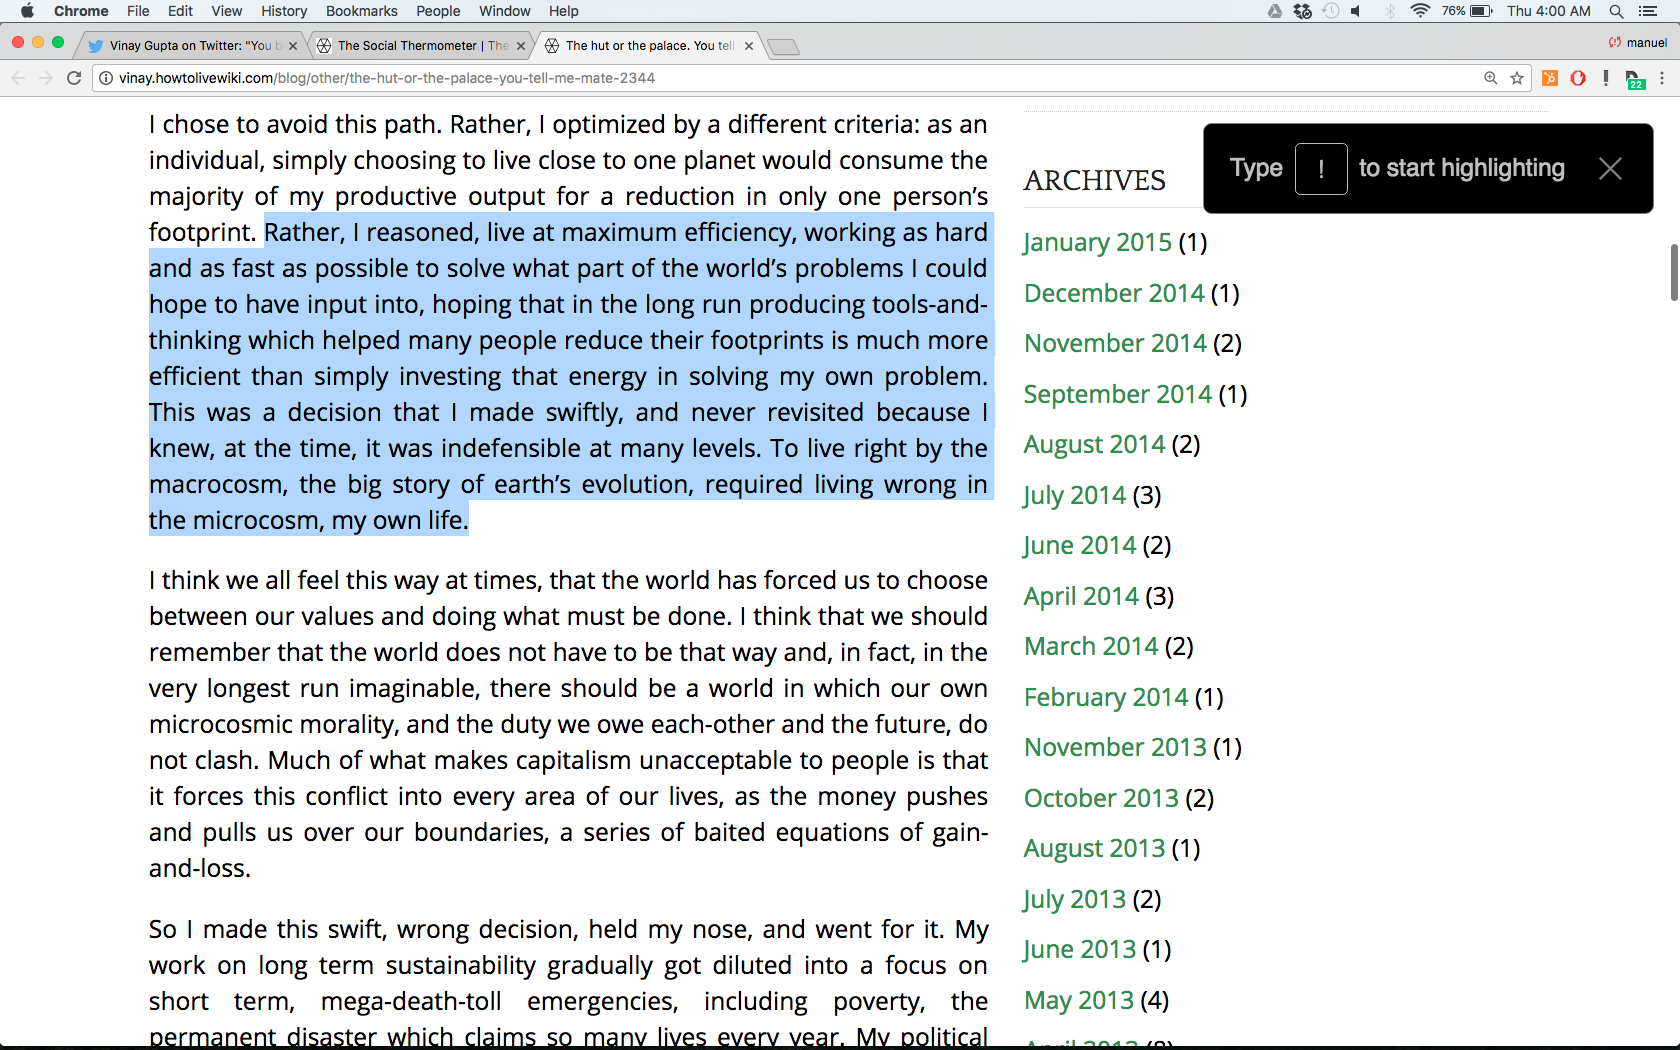 Chrome File Edit View History Bookmarks People Window Help 76% Thu 4:00 AM
Vinay Gupta on Twitter: "You b
The Social Thermometer | The
The hut or the palace. You tell
manuel
vinay.howtolivewiki.com/blog/other/the-hut-or-the-palace-you-tell-me-mate-2344
22
I chose to avoid this path. Rather, I optimized by a different criteria: as an
individual, simply choosing to live close to one planet would consume the
majority of my productive output for a reduction in only one person's
footprint. Rather, I reasoned, live at maximum efficiency, working as hard
and as fast as possible to solve what part of the world's problems I could
hope to have input into, hoping that in the long run producing tools-and-
thinking which helped many people reduce their footprints is much more
efficient than simply investing that energy in solving my own problem.
This was a decision that I made swiftly, and never revisited because I
knew, at the time, it was indefensible at many levels. To live right by the
macrocosm, the big story of earth's evolution, required living wrong in
the microcosm, my own life.
I think we all feel this way at times, that the world has forced us to choose
between our values and doing what must be done. I think that we should
remember that the world does not have to be that way and, in fact, in the
very longest run imaginable, there should be a world in which our own
microcosmic morality, and the duty we owe each-other and the future, do
not clash. Much of what makes capitalism unacceptable to people is that
it forces this conflict into every area of our lives, as the money pushes
and pulls us over our boundaries, a series of baited equations of gain-
and-loss.
So I made this swift, wrong decision, held my nose, and went for it. My
work on long term sustainability gradually got diluted into a focus on
short term, mega-death-toll emergencies, including poverty, the
permanent disaster which claims so many lives every year. My political
Type ! to start highlighting
ARCHIVES
January 2015 (1)
December 2014 (1)
November 2014 (2)
September 2014 (1)
August 2014 (2)
July 2014 (3)
June 2014 (2)
April 2014 (3)
March 2014 (2)
February 2014 (1)
November 2013 (1)
October 2013 (2)
August 2013 (1)
July 2013 (2)
June 2013 (1)
May 2013 (4)
April 2013